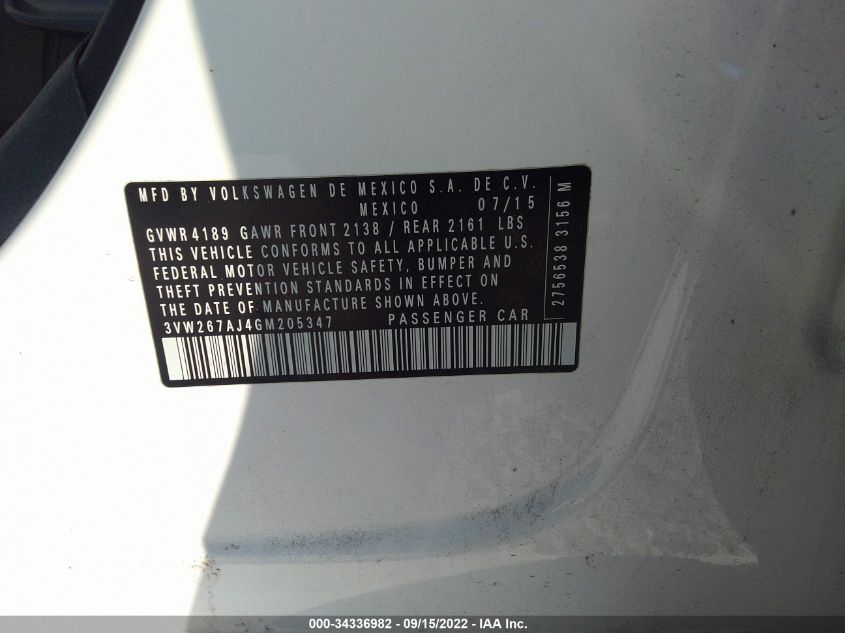 MFD BY VOLKSWAGEN DE MEXICO S.A. DE C.V.
MEXICO 07/15
GVWR 4189 GAWR FRONT 2138 / REAR 2161 LBS
THIS VEHICLE CONFORMS TO ALL APPLICABLE U.S.
FEDERAL MOTOR VEHICLE SAFETY, BUMPER AND
THEFT PREVENTION STANDARDS IN EFFECT ON
THE DATE OF MANUFACTURE SHOWN ABOVE.
3VW267AJ4GM205347 PASSENGER CAR
2756538 3156 M
000-34336982 - 09/15/2022 - IAA Inc.